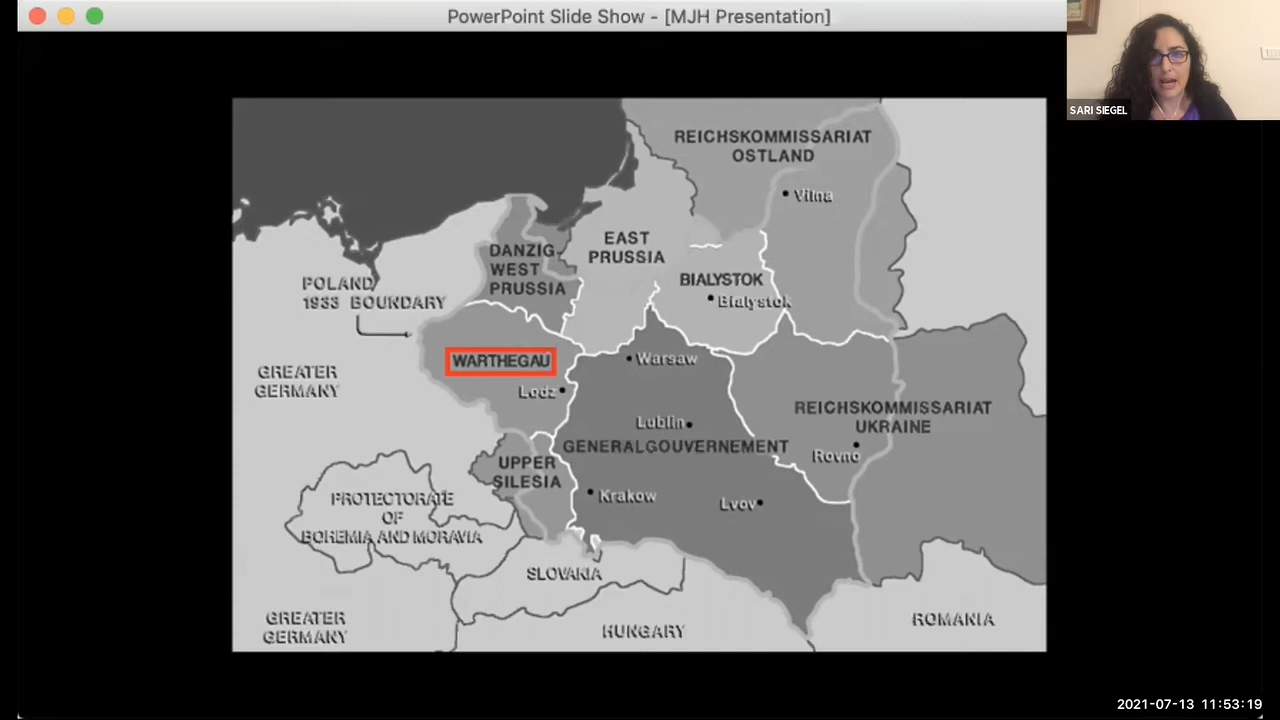 PowerPoint Slide Show - [MJH Presentation]
SARI SIEGEL
REICHSKOMMISSARIAT
OSTLAND
Vilna
DANZIG-
WEST
PRUSSIA
EAST
PRUSSIA
BIALYSTOK
Bialystok
POLAND
1933 BOUNDARY
WARTHEGAU
Lodz
Warsaw
GREATER
GERMANY
Lublin
GENERALGOUVERNEMENT
REICHSKOMMISSARIAT
UKRAINE
Rovno
UPPER
SILESIA
Krakow
Lvov
PROTECTORATE
OF
BOHEMIA AND MORAVIA
SLOVAKIA
GREATER
GERMANY
HUNGARY
ROMANIA
2021-07-13 11:53:19